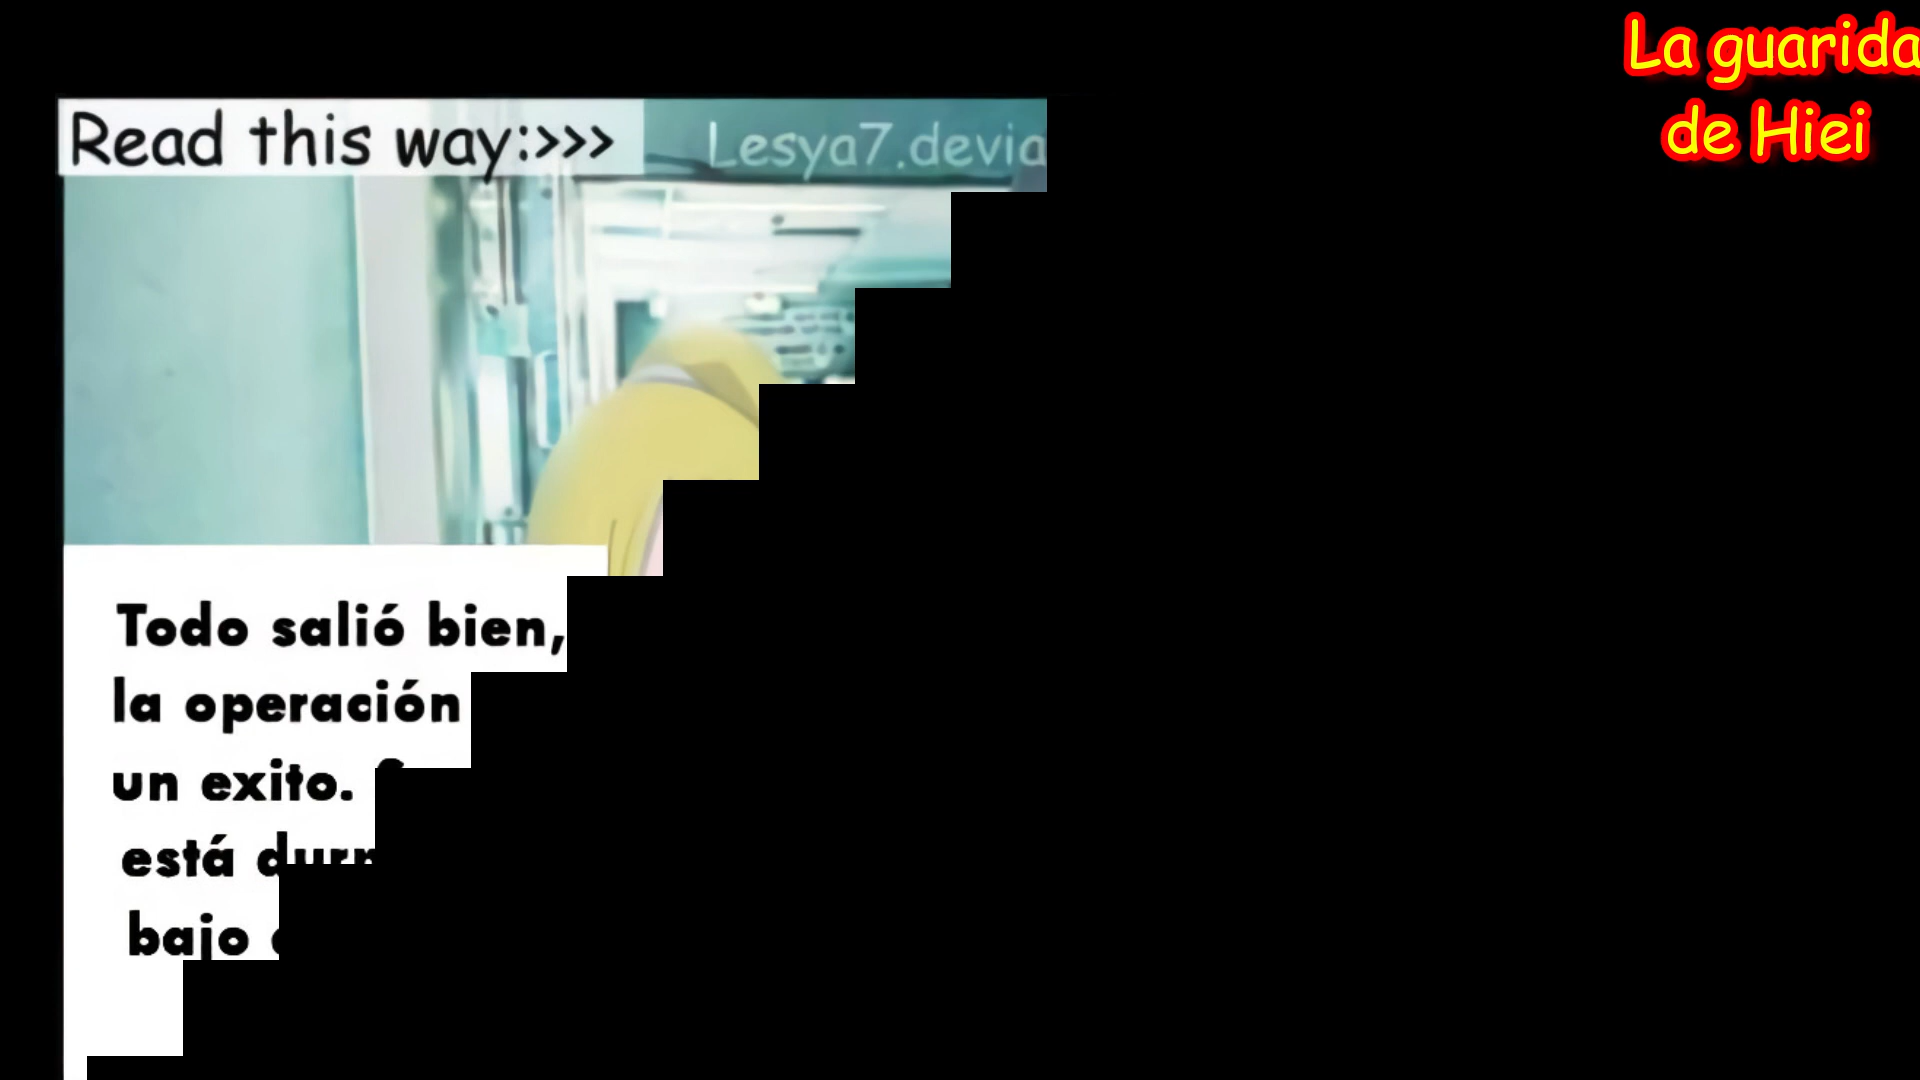 La guarida
de Hiei
Read this way:>>>
Lesya7.devia
Todo salió bien,
la operación
un exito.
está
bajo